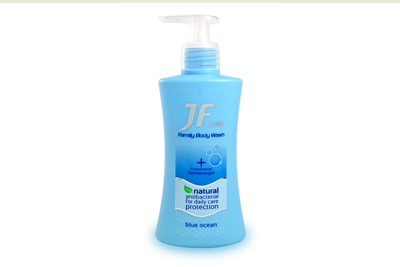 JF
Family Body Wash
+
natural
antibacterial
for daily care
protection
blue ocean